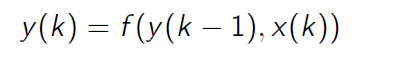 y(k) = f(y(k − 1), x(k))